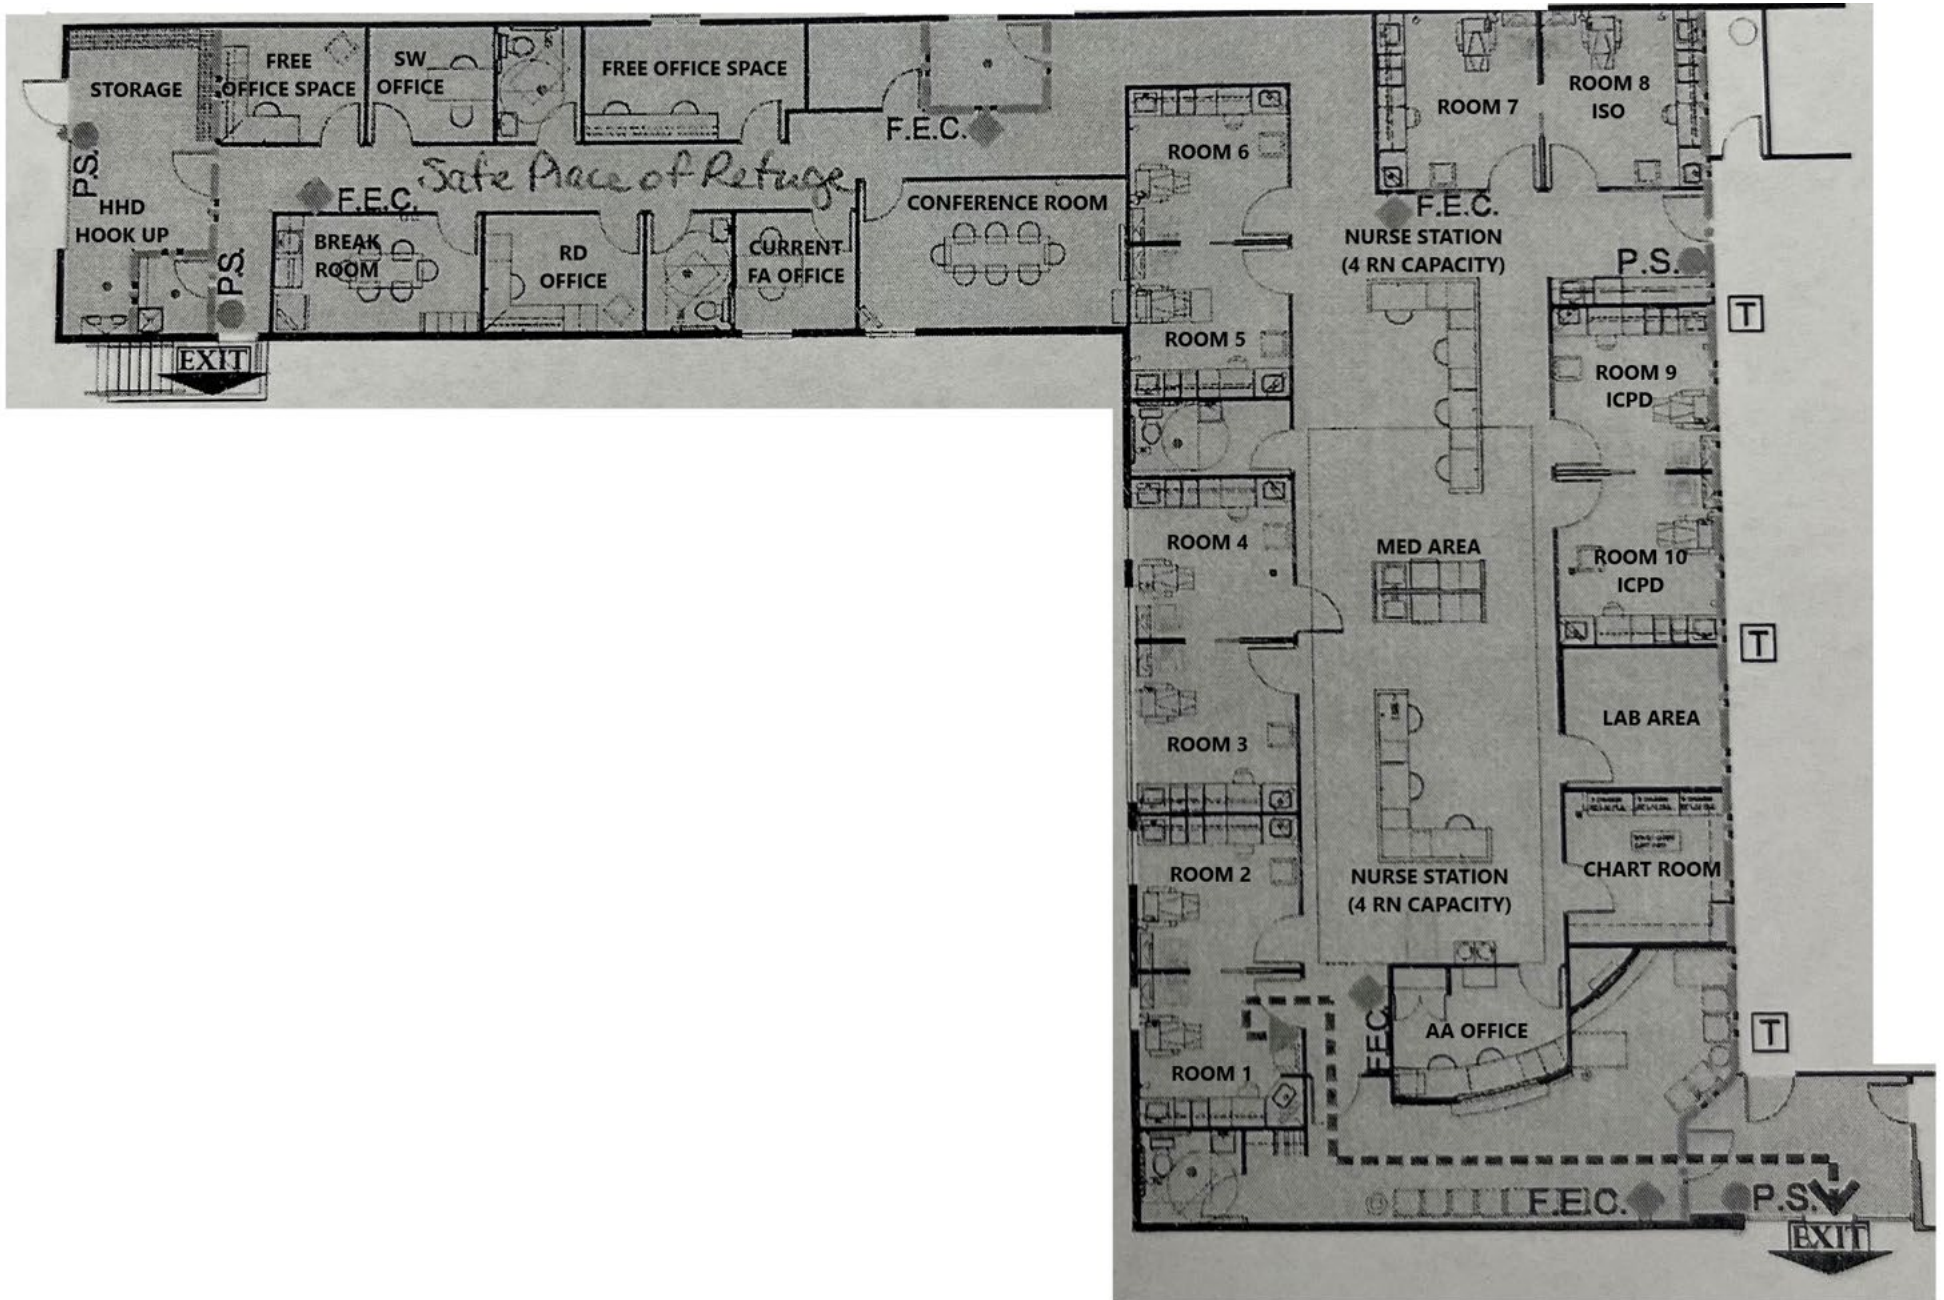 STORAGE
FREE
OFFICE SPACE
SW
OFFICE
FREE OFFICE SPACE
F.E.C.
P.S.
HHD
HOOK UP
F.E.C.
Safe Place of Refuge
P.S.
BREAK
ROOM
RD
OFFICE
CURRENT
FA OFFICE
CONFERENCE ROOM
EXIT
ROOM 6
ROOM 5
ROOM 7
ROOM 8
ISO
F.E.C.
NURSE STATION
(4 RN CAPACITY)
P.S.
T
ROOM 9
ICPD
ROOM 4
MED AREA
ROOM 10
ICPD
T
ROOM 3
LAB AREA
ROOM 2
NURSE STATION
(4 RN CAPACITY)
CHART ROOM
ROOM 1
FEC
AA OFFICE
T
F.E.C.
P.S.
EXIT